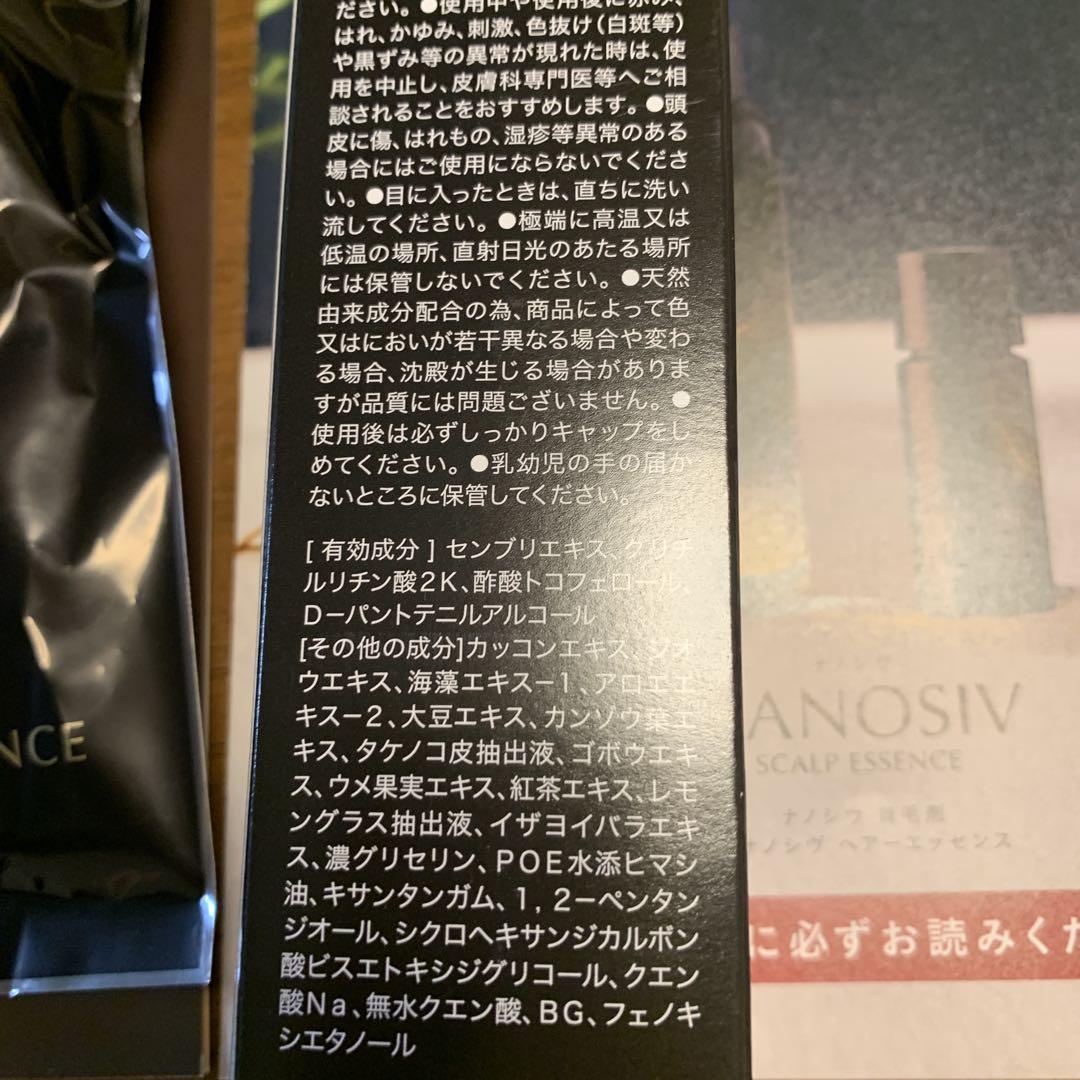 ださい。●使用中や使用後に赤み、
はれ、かゆみ、刺激、色抜け(白斑等)
や黒ずみ等の異常が現れた時は、使
用を中止し、皮膚科専門医等へご相
談されることをおすすめします。●頭
皮に傷、はれもの、湿疹等異常のある
場合にはご使用にならないでくださ
い。●目に入ったときは、直ちに洗い
流してください。●極端に高温又は
低温の場所、直射日光のあたる場所
には保管しないでください。●天然
由来成分配合の為、商品によって色
又はにおいが若干異なる場合や変わ
る場合、沈殿が生じる場合がありま
すが品質には問題ございません。●
使用後は必ずしっかりキャップをし
めてください。●乳幼児の手の届か
ないところに保管してください。
[有効成分]センブリエキス、グリチ
ルリチン酸2K、酢酸トコフェロール、
D-パントテニルアルコール
[その他の成分]カッコンエキス、ジオ
ウエキス、海藻エキス-1、アロエエ
キス-2、大豆エキス、カンゾウ葉エ
キス、タケノコ皮抽出液、ゴボウエキ
ス、ウメ果実エキス、紅茶エキス、レモ
ングラス抽出液、イザヨイバラエキ
ス、濃グリセリン、POE水添ヒマシ
油、キサンタンガム、1,2-ペンタン
ジオール、シクロヘキサンジカルボン
酸ビスエトキシジグリコール、クエン
酸Na、無水クエン酸、BG、フェノキ
シエタノール
NCE
ANOSIV
SCALP ESSENCE
ナノシヴ ヘアーエッセンス
に必ずお読みくだ